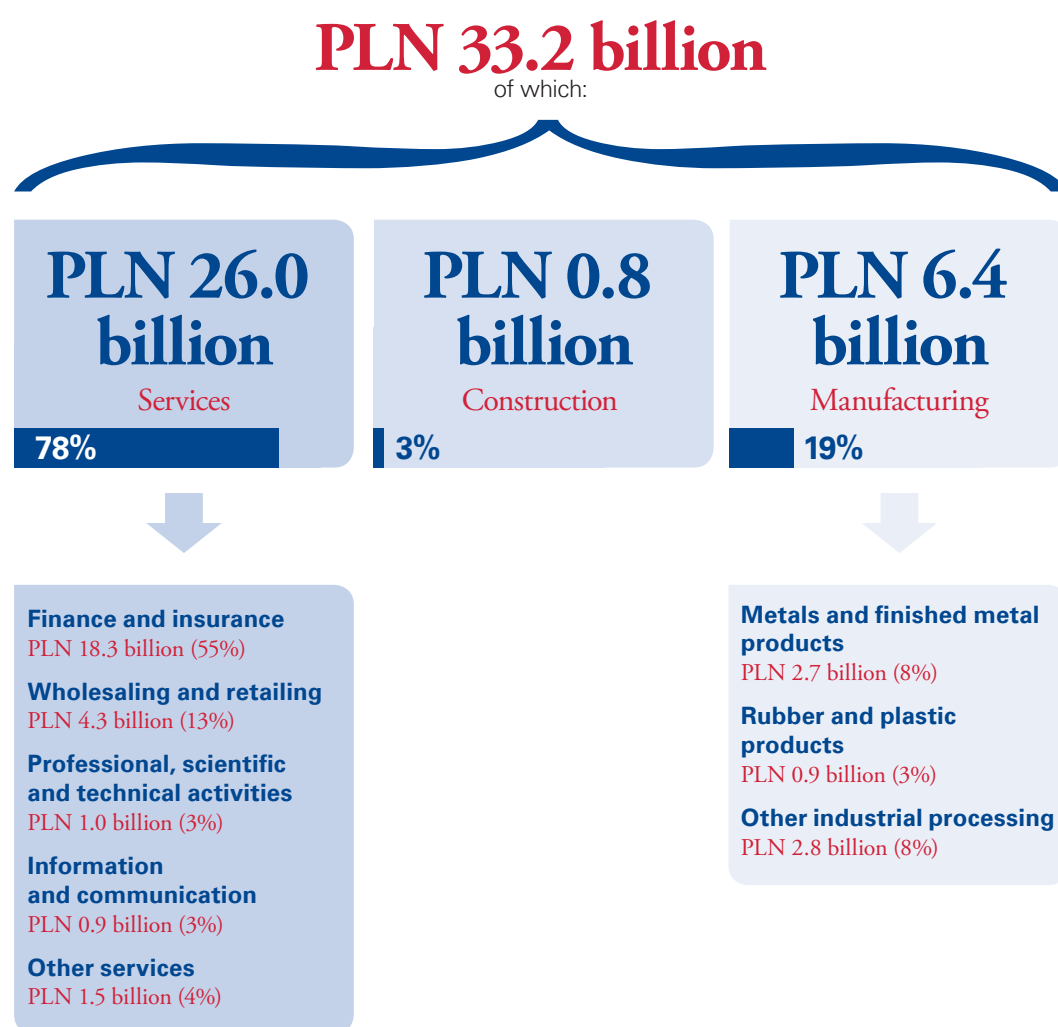 PLN 33.2 billion
of which:
PLN 26.0
billion
Services
78%
PLN 0.8
billion
Construction
3%
PLN 6.4
billion
Manufacturing
19%
Finance and insurance
PLN 18.3 billion (55%)
Wholesaling and retailing
PLN 4.3 billion (13%)
Professional, scientific
and technical activities
PLN 1.0 billion (3%)
Information
and communication
PLN 0.9 billion (3%)
Other services
PLN 1.5 billion (4%)
Metals and finished metal
products
PLN 2.7 billion (8%)
Rubber and plastic
products
PLN 0.9 billion (3%)
Other industrial processing
PLN 2.8 billion (8%)